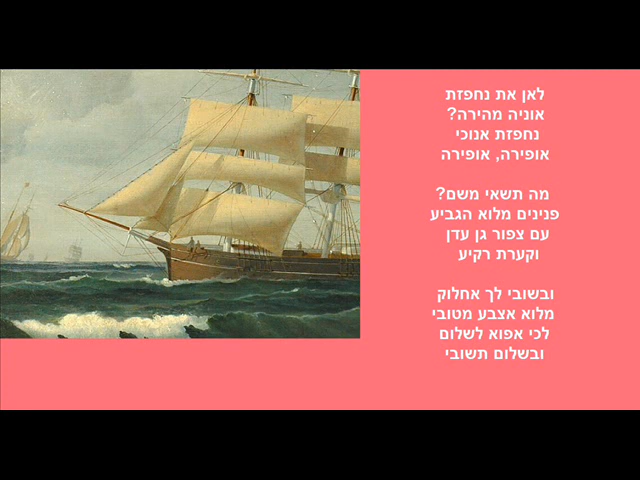 לאן את נחפזת
אוניה מהירה?
נחפזת אנוכי
אופירה, אופירה
מה תשאי משם?
פנינים מלוא הגביע
עם צפור גן עדן
וקערת רקיע
ובשובי לך אחלוק
מלוא אצבע מטובי
לכי אפוא לשלום
ובשלום תשובי